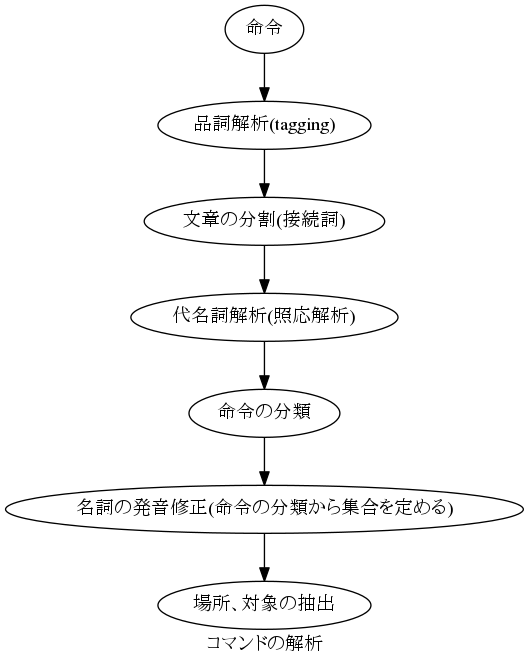 命令
品詞解析(tagging)
文章の分割(接続詞)
代名詞解析(照応解析)
命令の分類
名詞の発音修正(命令の分類から集合を定める)
場所、対象の抽出
コマンドの解析